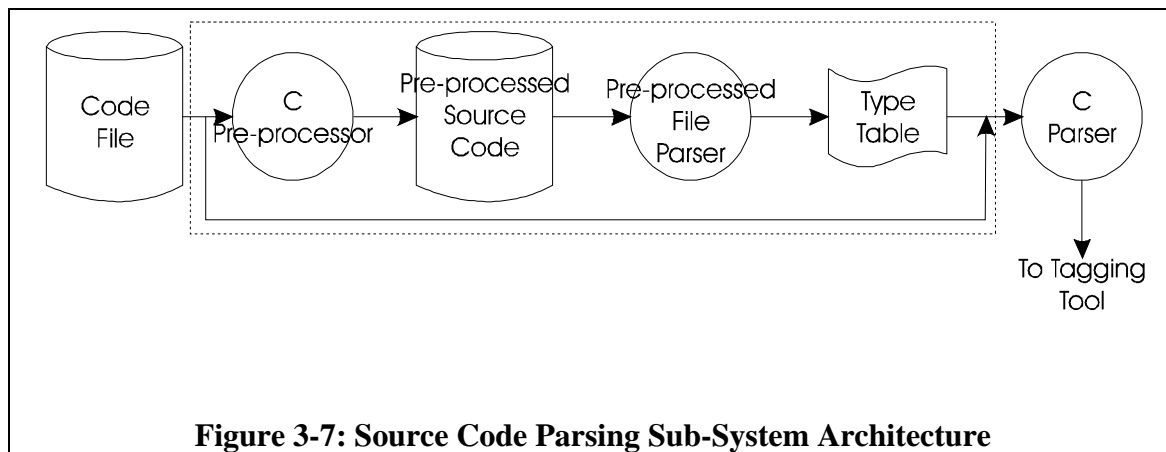 Code
File
C
Pre-processor
Pre-processed
Source
Code
Pre-processed
File
Parser
Type
Table
C
Parser
To Tagging
Tool
Figure 3-7: Source Code Parsing Sub-System Architecture